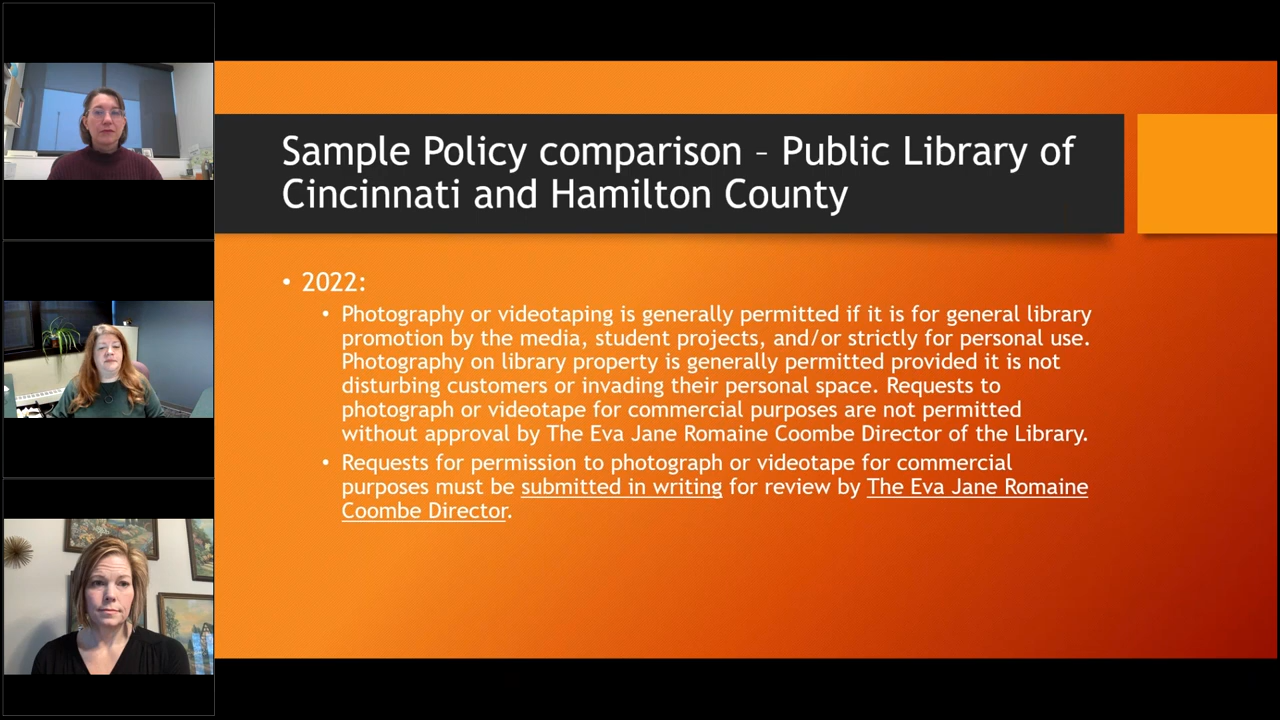 Sample Policy comparison – Public Library of
Cincinnati and Hamilton County
• 2022:
• Photography or videotaping is generally permitted if it is for general library
promotion by the media, student projects, and/or strictly for personal use.
Photography on library property is generally permitted provided it is not
disturbing customers or invading their personal space. Requests to
photograph or videotape for commercial purposes are not permitted
without approval by The Eva Jane Romaine Coombe Director of the Library.
• Requests for permission to photograph or videotape for commercial
purposes must be submitted in writing for review by The Eva Jane Romaine
Coombe Director.